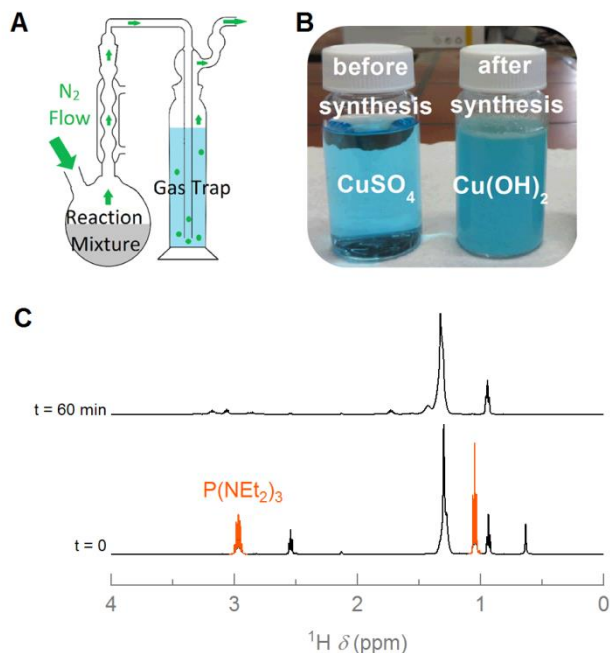 A
N₂
Flow
Reaction
Mixture
Gas Trap
B
before
synthesis
CuSO₄
after
synthesis
Cu(OH)₂
C
t = 60 min
P(NEt₂)₃
t = 0
4
3
2
1
0
¹H δ (ppm)